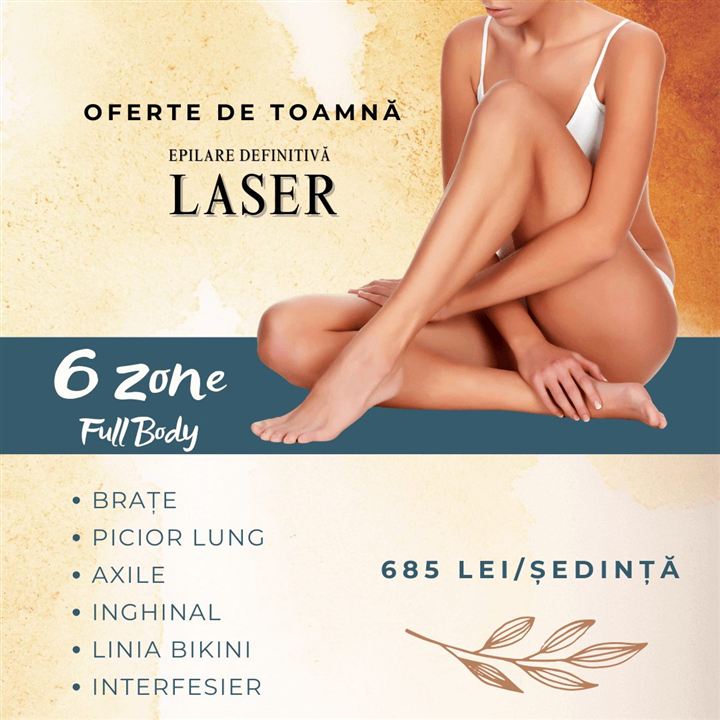 OFERTE DE TOAMNĂ
EPILARE DEFINITIVĂ
LASER
6 zone
Full Body
• BRAȚE
• PICIOR LUNG
• AXILE
• INGHINAL
• LINIA BIKINI
• INTERFESIER
685 LEI/ȘEDINȚĂ